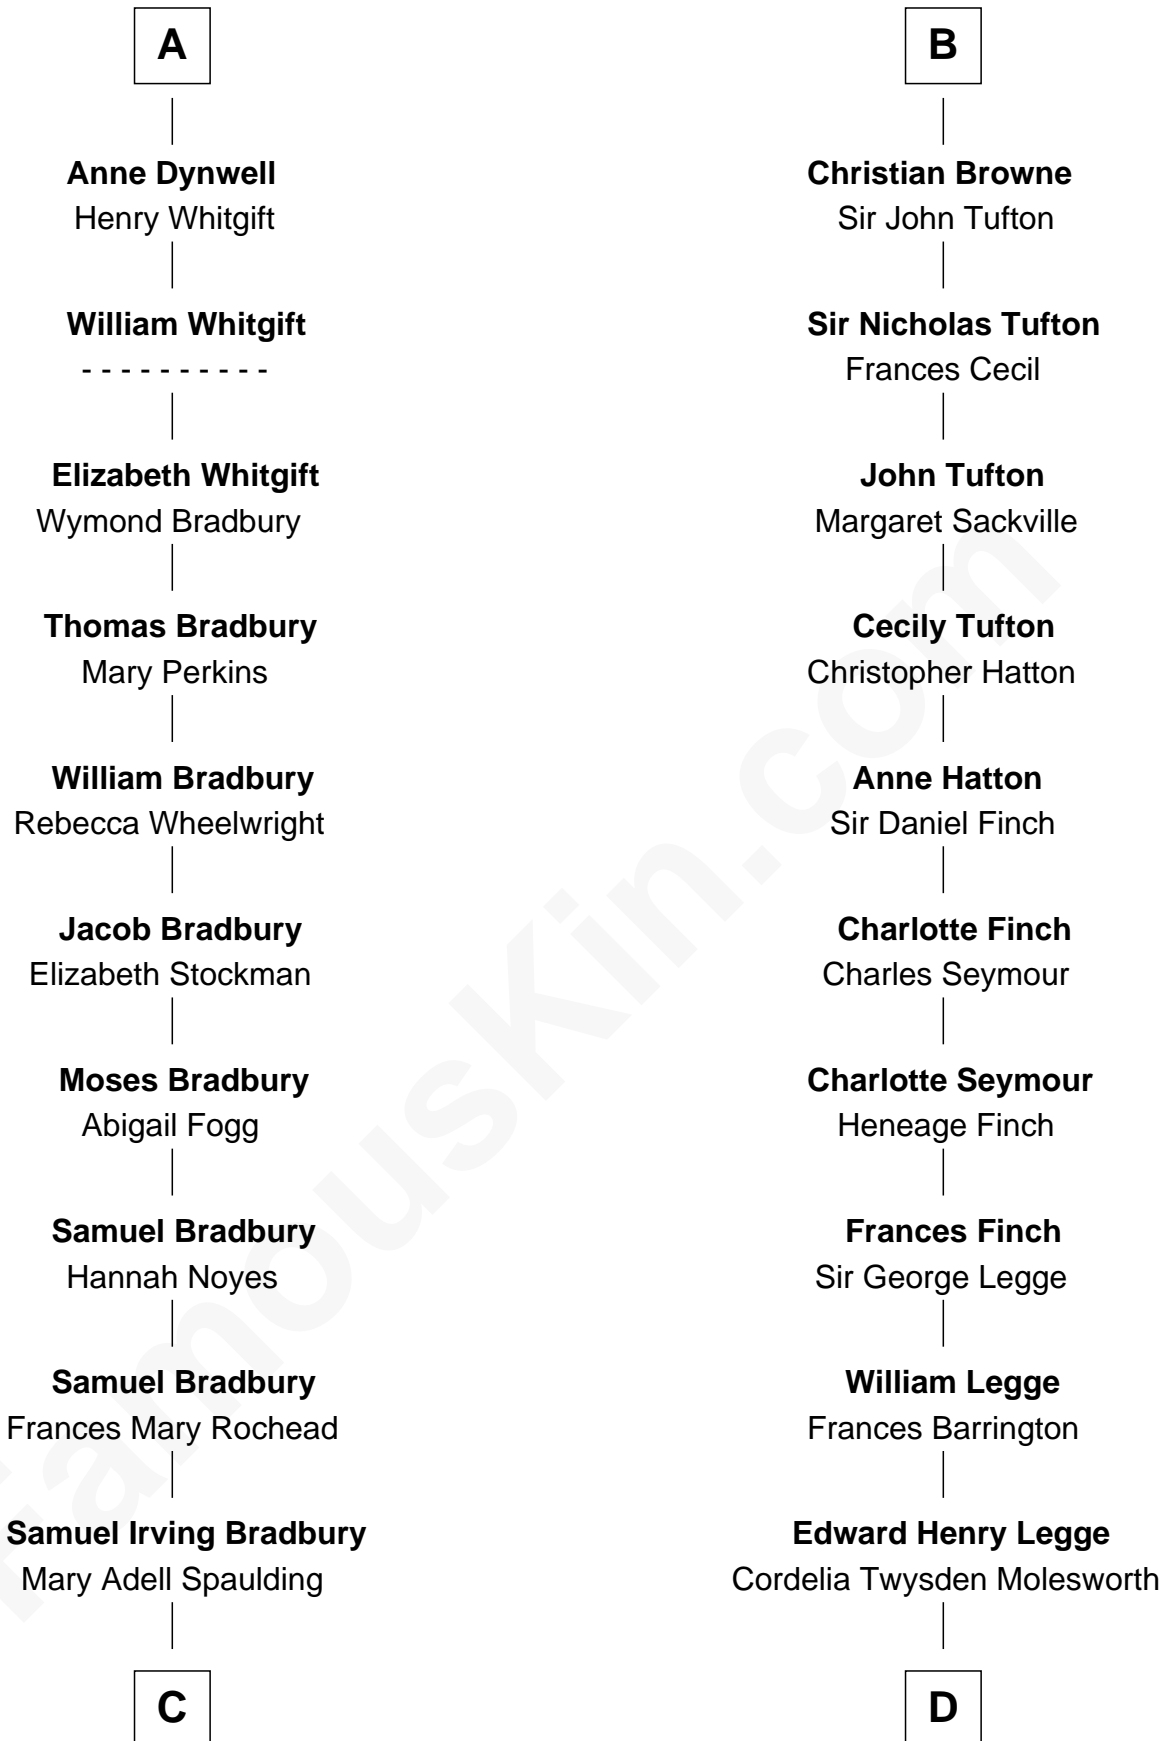 A
Anne Dynwell
Henry Whitgift
William Whitgift
- - - - - - - - - -
Elizabeth Whitgift
Wymond Bradbury
Thomas Bradbury
Mary Perkins
William Bradbury
Rebecca Wheelwright
Jacob Bradbury
Elizabeth Stockman
Moses Bradbury
Abigail Fogg
Samuel Bradbury
Hannah Noyes
Samuel Bradbury
Frances Mary Rochead
Samuel Irving Bradbury
Mary Adell Spaulding
C
B
Christian Browne
Sir John Tufton
Sir Nicholas Tufton
Frances Cecil
John Tufton
Margaret Sackville
Cecily Tufton
Christopher Hatton
Anne Hatton
Sir Daniel Finch
Charlotte Finch
Charles Seymour
Charlotte Seymour
Heneage Finch
Frances Finch
Sir George Legge
William Legge
Frances Barrington
Edward Henry Legge
Cordelia Twysden Molesworth
D
FamousKin.com